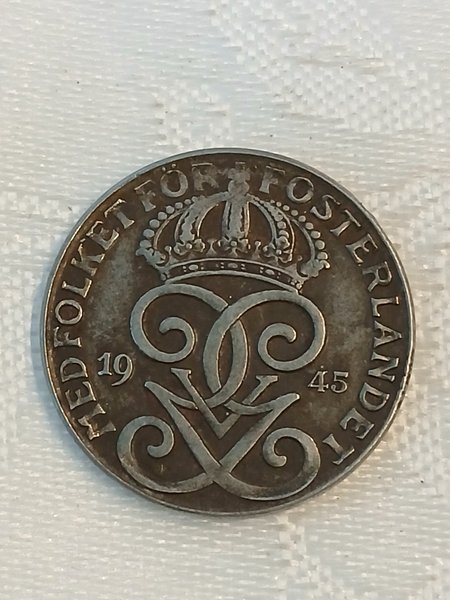 MED FOLKET FÖR FOSTERLANDET
19 45